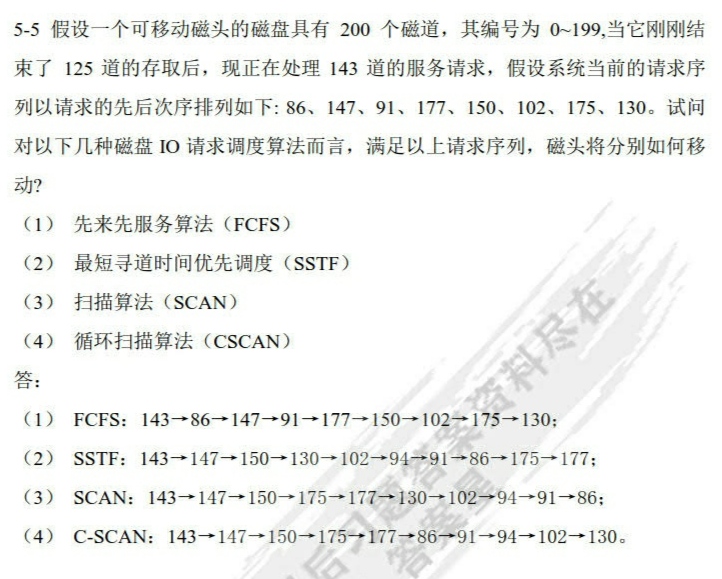 5-5 假设一个可移动磁头的磁盘具有 200 个磁道，其编号为 0~199,当它刚刚结
束了 125 道的存取后，现正在处理 143 道的服务请求，假设系统当前的请求序
列以请求的先后次序排列如下: 86、147、91、177、150、102、175、130。试问
对以下几种磁盘 IO 请求调度算法而言，满足以上请求序列，磁头将分别如何移
动?
（1） 先来先服务算法（FCFS）
（2） 最短寻道时间优先调度（SSTF）
（3） 扫描算法（SCAN）
（4） 循环扫描算法（CSCAN）
答：
（1） FCFS：143→86→147→91→177→150→102→175→130;
（2） SSTF：143→147→150→130→102→94→91→86→175→177;
（3） SCAN：143→147→150→175→177→130→102→94→91→86;
（4） C-SCAN：143→147→150→175→177→86→91→94→102→130。
后习题答案资料尽在
答案星